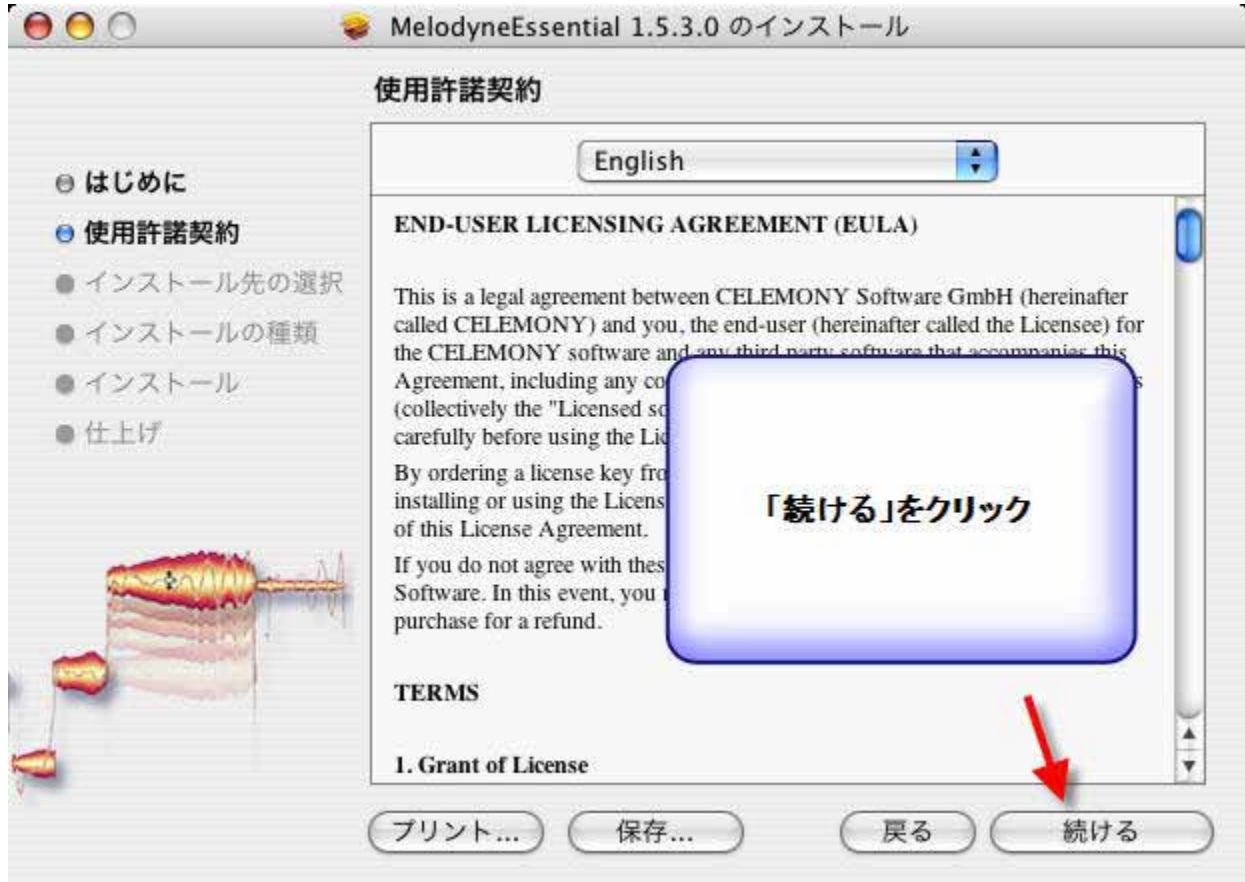 MelodyneEssential 1.5.3.0 のインストール
使用許諾契約
はじめに
使用許諾契約
インストール先の選択
インストールの種類
インストール
仕上げ
English
END-USER LICENSING AGREEMENT (EULA)
This is a legal agreement between CELEMONY Software GmbH (hereinafter
called CELEMONY) and you, the end-user (hereinafter called the Licensee) for
the CELEMONY software and any third party software that accompanies this
Agreement, including any
(collectively the "Licensed
carefully before using the
By ordering a license key
installing or using the
of this License Agreement.
If you do not agree with
Software. In this event, you
purchase for a refund.
TERMS
1. Grant of License
「続ける」をクリック
プリント...
保存...
戻る
続ける